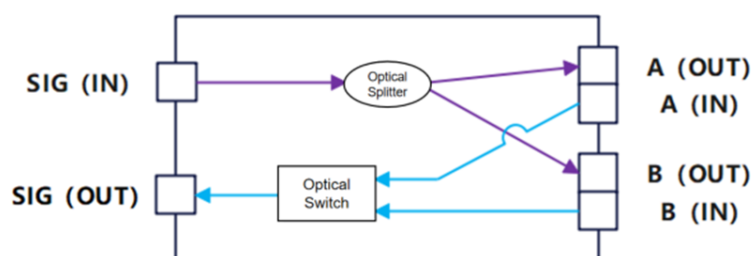 SIG (IN)
Optical
Splitter
A (OUT)
A (IN)
SIG (OUT)
Optical
Switch
B (OUT)
B (IN)